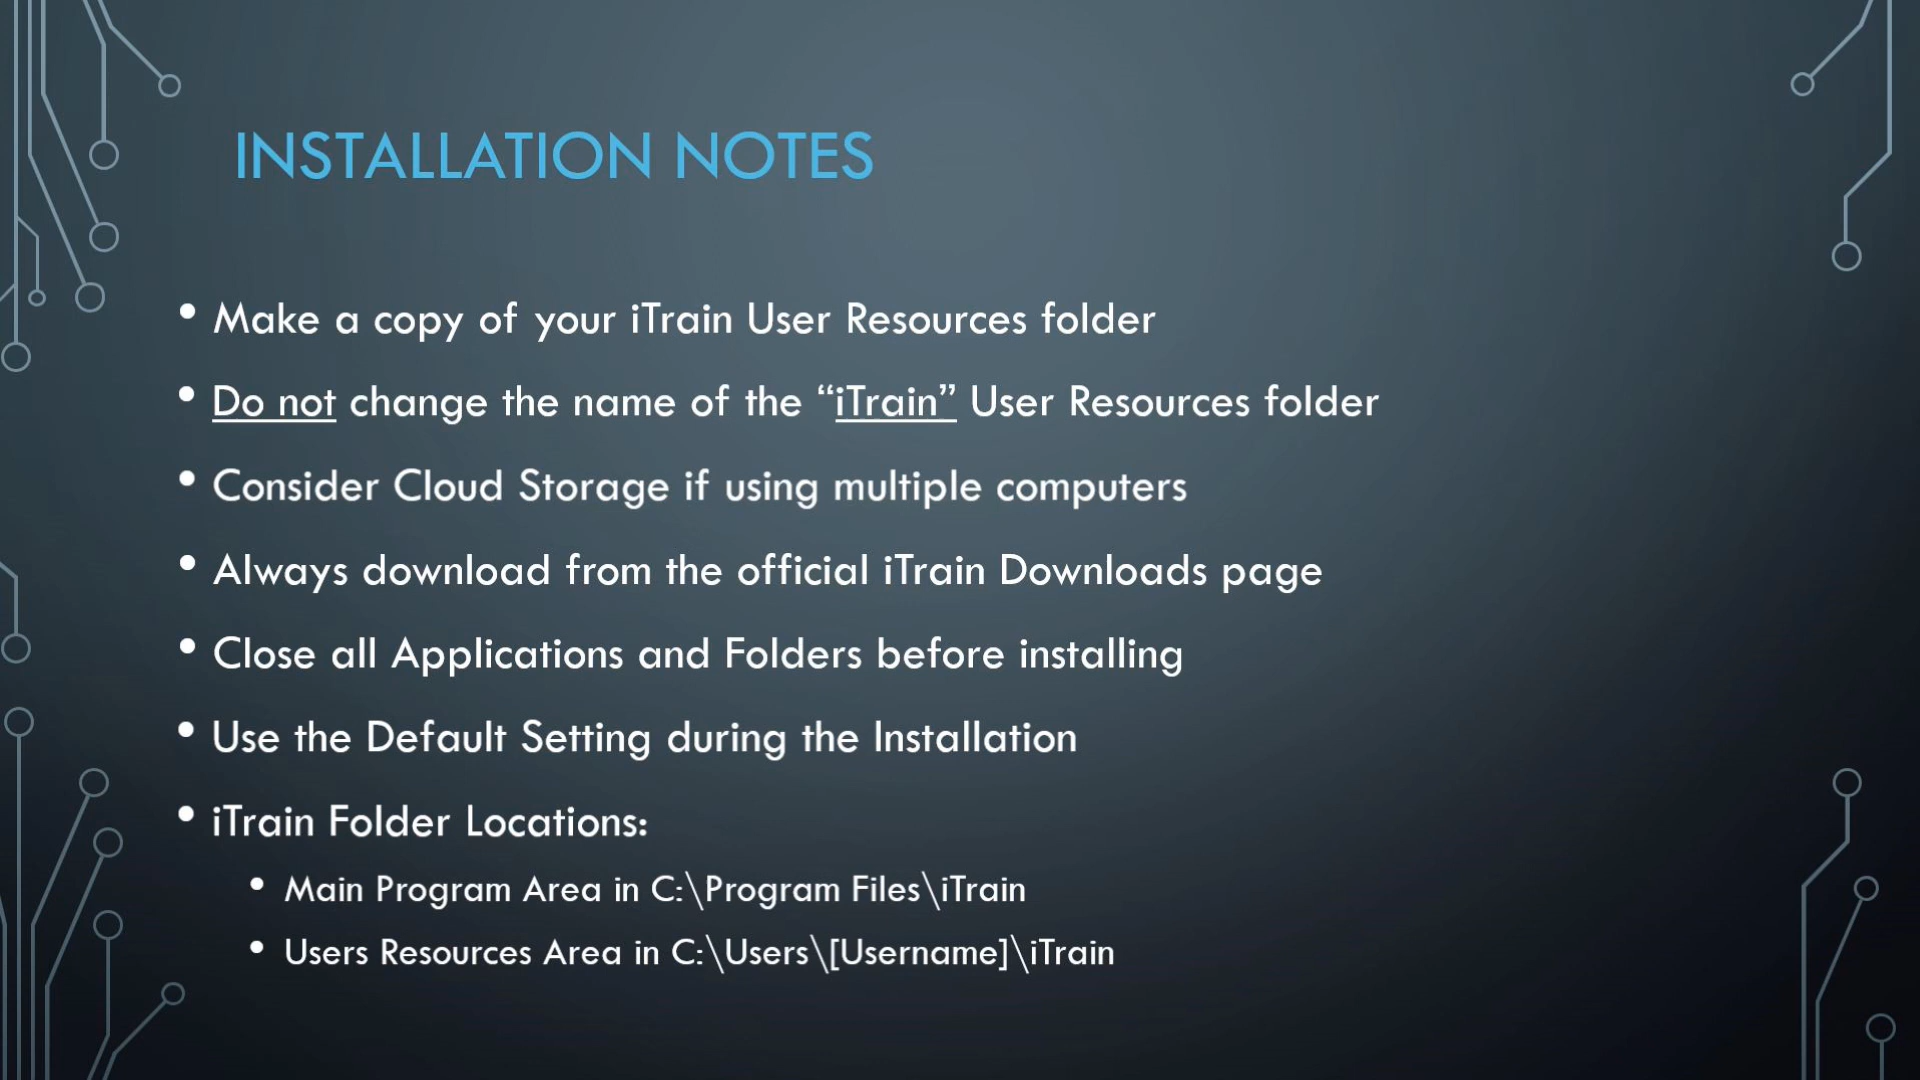 INSTALLATION NOTES
• Make a copy of your iTrain User Resources folder
• Do not change the name of the “iTrain” User Resources folder
• Consider Cloud Storage if using multiple computers
• Always download from the official iTrain Downloads page
• Close all Applications and Folders before installing
• Use the Default Setting during the Installation
• iTrain Folder Locations:
• Main Program Area in C:\Program Files\iTrain
• Users Resources Area in C:\Users\[Username]\iTrain